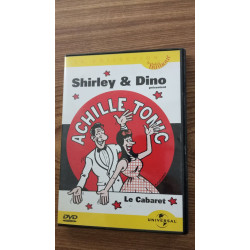 Shirley & Dino
présentent
ACHILLE TONIC
Le Cabaret
DVD
UNIVERSAL